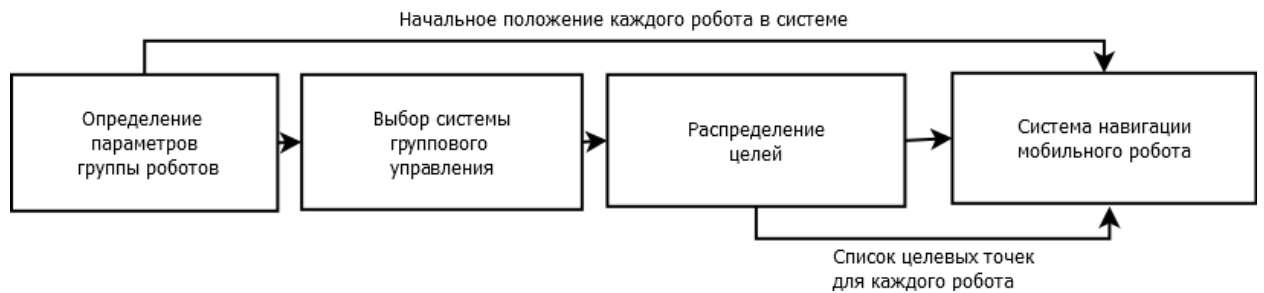 Начальное положение каждого робота в системе
Определение
параметров
группы роботов
Выбор системы
группового
управления
Распределение
целей
Система навигации
мобильного робота
Список целевых точек
для каждого робота